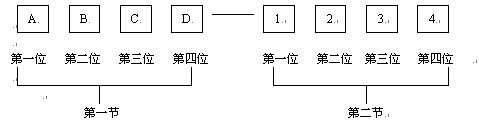 A B C D —— 1 2 3 4
第一位 第二位 第三位 第四位 第一位 第二位 第三位 第四位
第一节 第二节